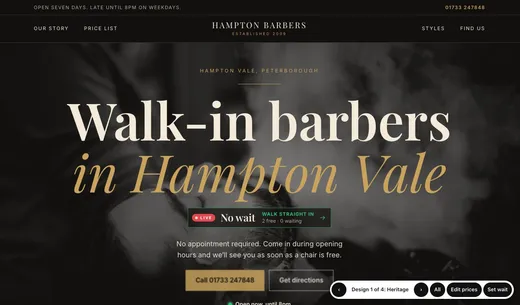 OPEN SEVEN DAYS. LATE UNTIL 8PM ON WEEKDAYS.
01733 247848
OUR STORY
PRICE LIST
HAMPTON BARBERS
ESTABLISHED 2008
STYLES
FIND US
HAMPTON VALE, PETERBOROUGH
Walk-in barbers
in Hampton Vale
LIVE
No wait
WALK STRAIGHT IN
2 free · 0 waiting
→
No appointment required. Come in during opening
hours and we'll see you as soon as a chair is free.
Call 01733 247848
Get directions
Open now, until 8pm
‹
Design 1 of 4: Heritage
›
All
Edit prices
Set wait